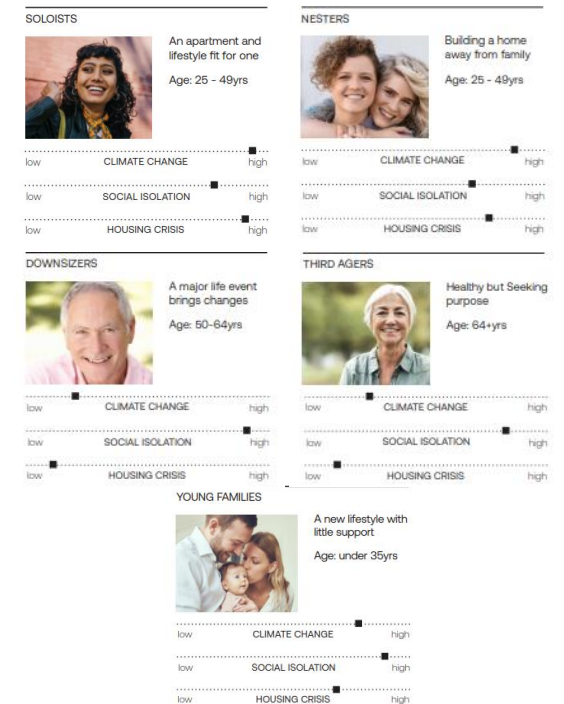 SOLOISTS
An apartment and
lifestyle fit for one
Age: 25 - 49yrs
low CLIMATE CHANGE high
low SOCIAL ISOLATION high
low HOUSING CRISIS high
NESTERS
Building a home
away from family
Age: 25 - 49yrs
low CLIMATE CHANGE high
low SOCIAL ISOLATION high
low HOUSING CRISIS high
DOWNSIZERS
A major life event
brings changes
Age: 50-64yrs
low CLIMATE CHANGE high
low SOCIAL ISOLATION high
low HOUSING CRISIS high
THIRD AGERS
Healthy but Seeking
purpose
Age: 64+yrs
low CLIMATE CHANGE high
low SOCIAL ISOLATION high
low HOUSING CRISIS high
YOUNG FAMILIES
A new lifestyle with
little support
Age: under 35yrs
low CLIMATE CHANGE high
low SOCIAL ISOLATION high
low HOUSING CRISIS high